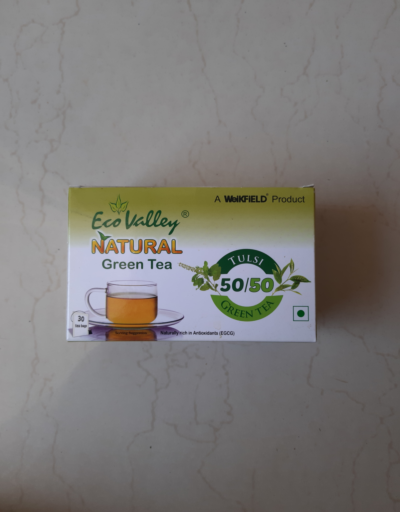 A WeiKFiELD® Product
Eco Valley®
NATURAL
Green Tea
TULSI
50/50
GREEN TEA
30
Naturally rich in Antioxidants (EGCG)